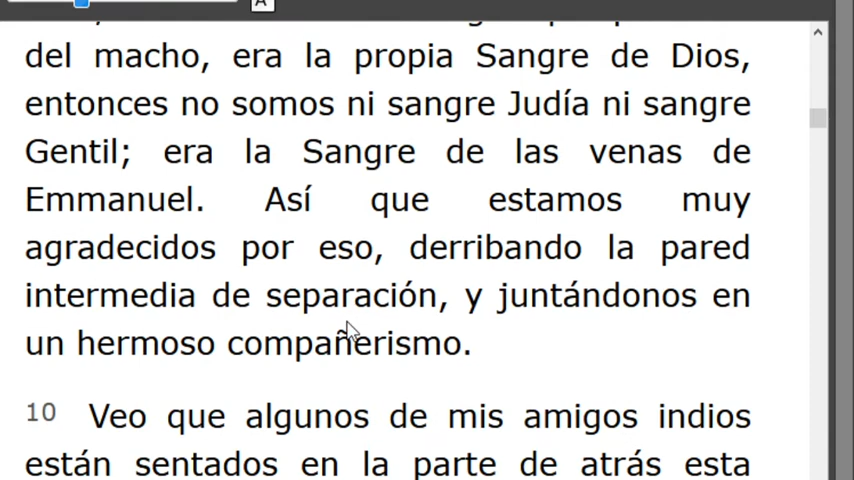 del macho, era la propia Sangre de Dios,
entonces no somos ni sangre Judía ni sangre
Gentil; era la Sangre de las venas de
Emmanuel. Así que estamos muy
agradecidos por eso, derribando la pared
intermedia de separación, y juntándonos en
un hermoso compañerismo.
10 Veo que algunos de mis amigos indios
están sentados en la parte de atrás esta